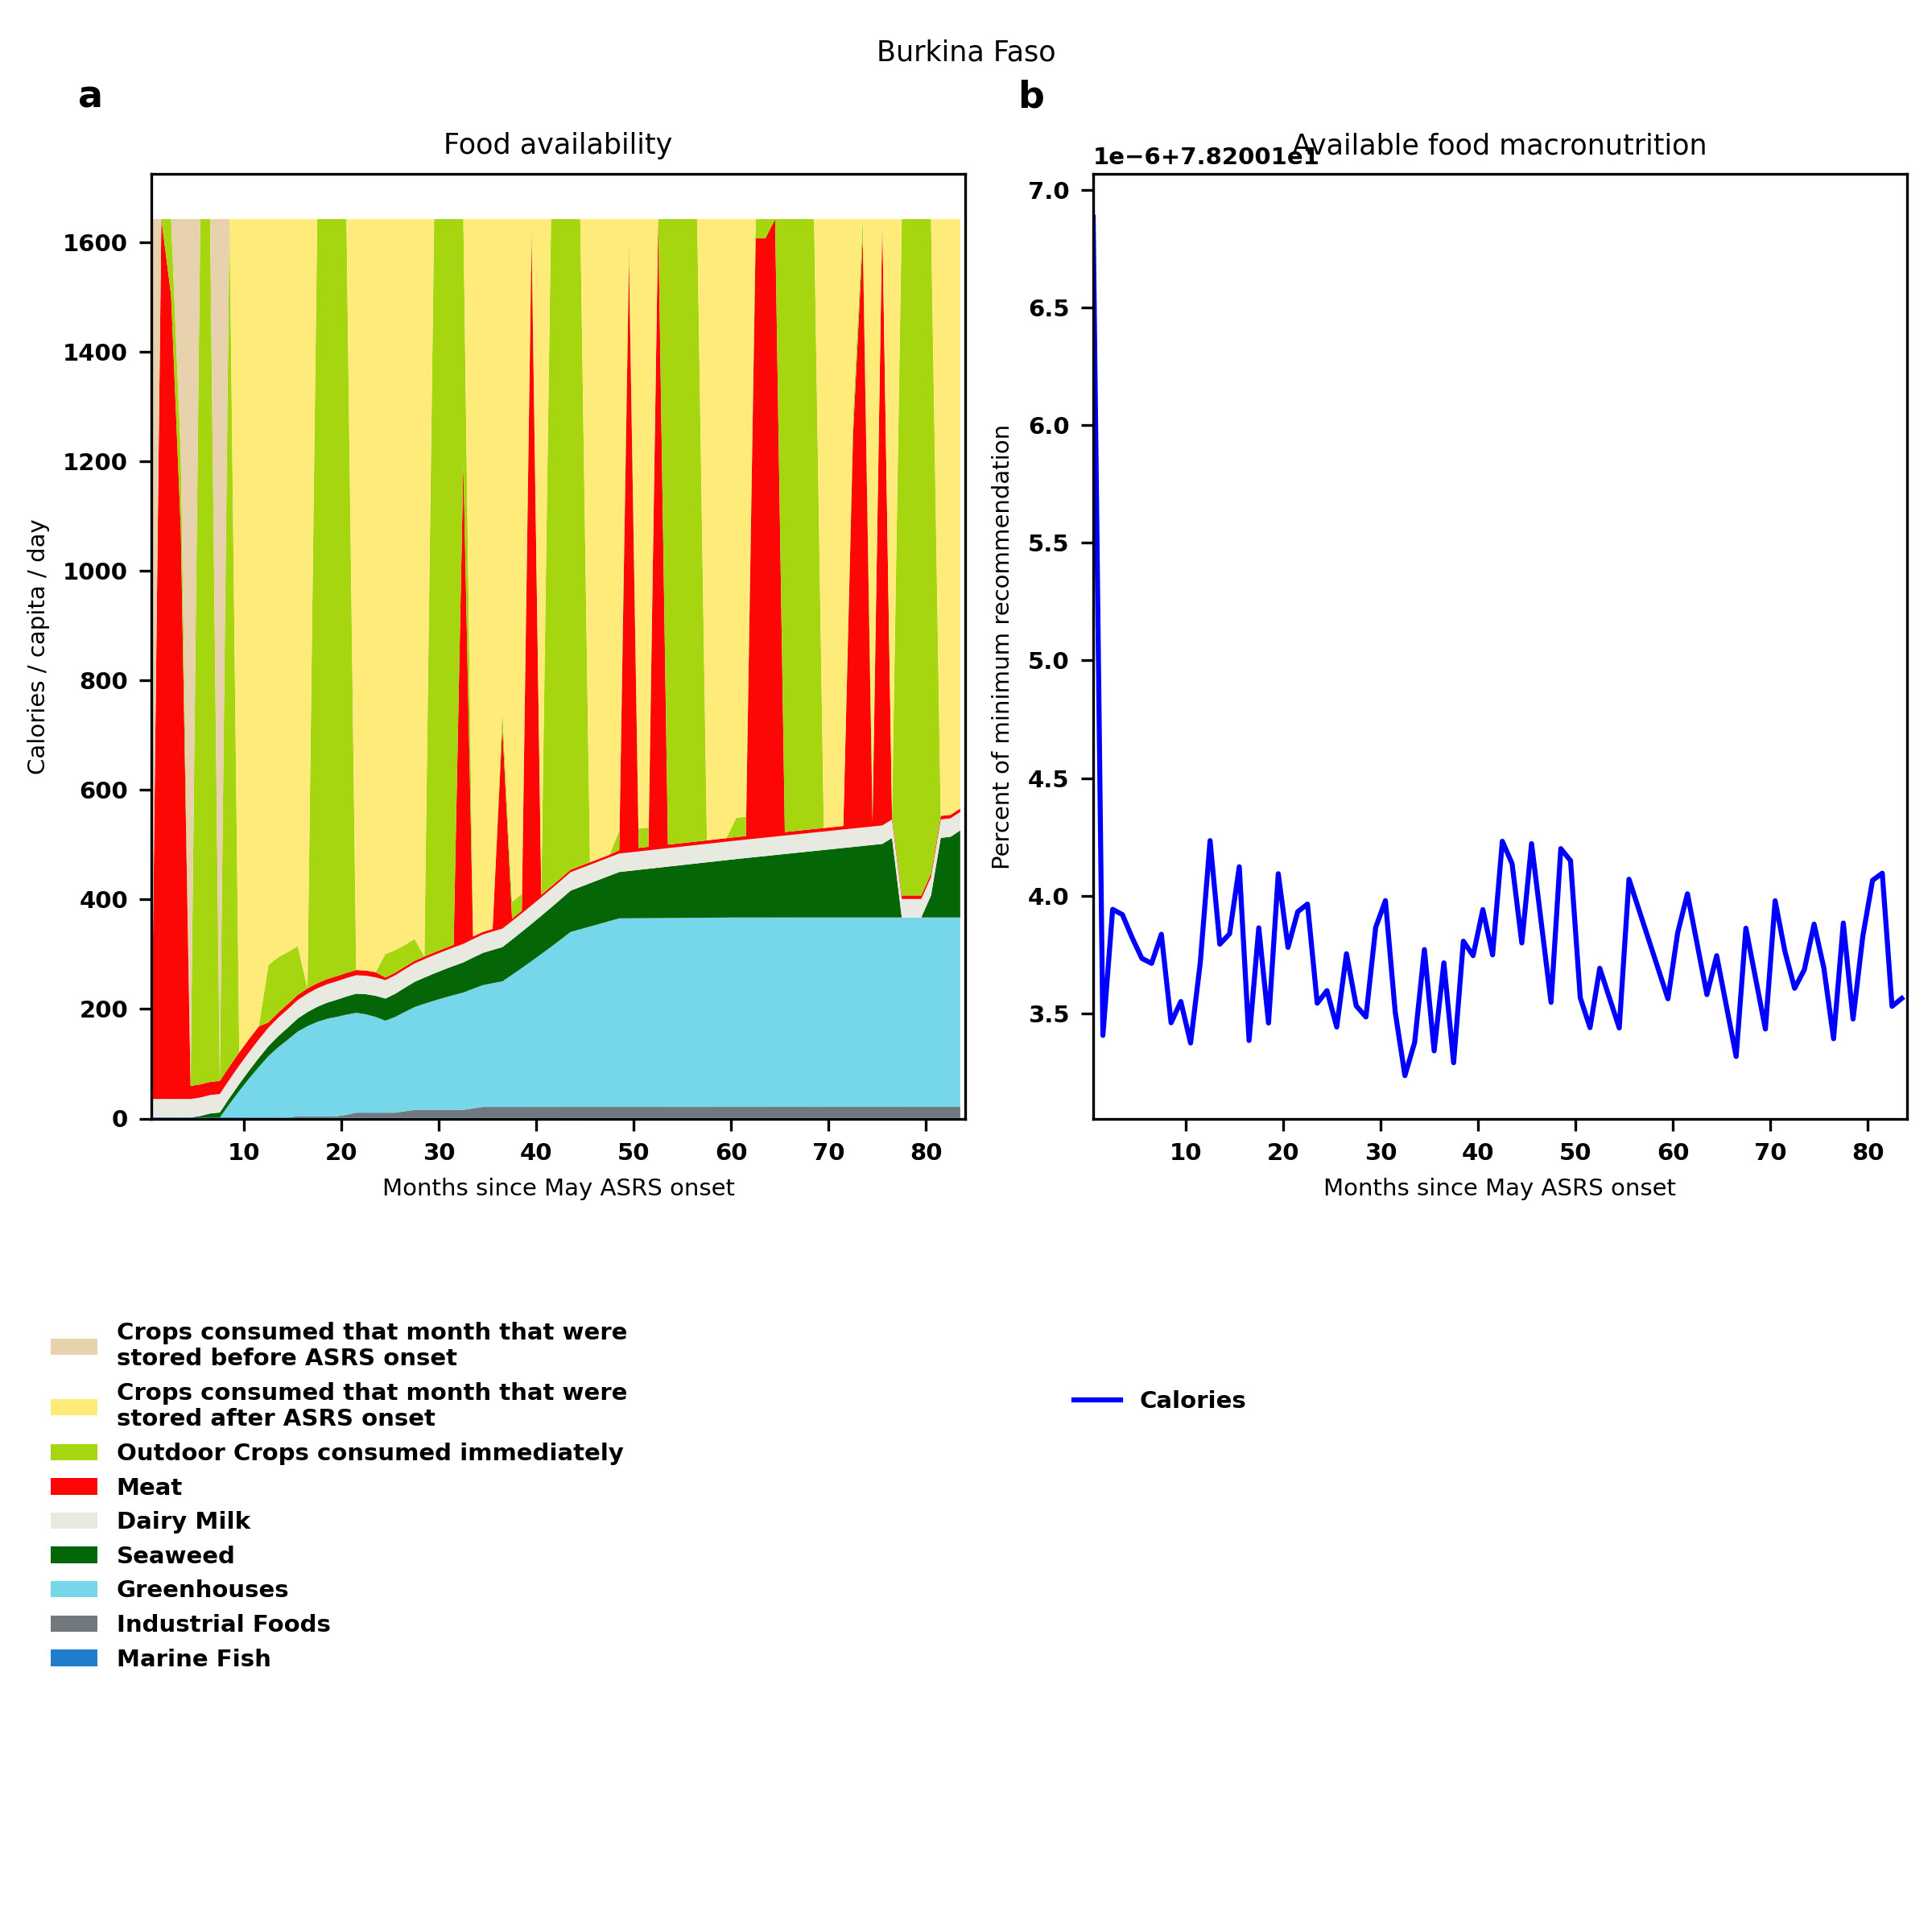 Burkina Faso
a
b
Food availability
Available food macronutrition
1e−6+7.82001e1
1600
1400
1200
1000
800
600
400
200
0
Calories / capita / day
10 20 30 40 50 60 70 80
Months since May ASRS onset
7.0
6.5
6.0
5.5
5.0
4.5
4.0
3.5
Percent of minimum recommendation
10 20 30 40 50 60 70 80
Months since May ASRS onset
Crops consumed that month that were
stored before ASRS onset
Crops consumed that month that were
stored after ASRS onset
Outdoor Crops consumed immediately
Meat
Dairy Milk
Seaweed
Greenhouses
Industrial Foods
Marine Fish
Calories